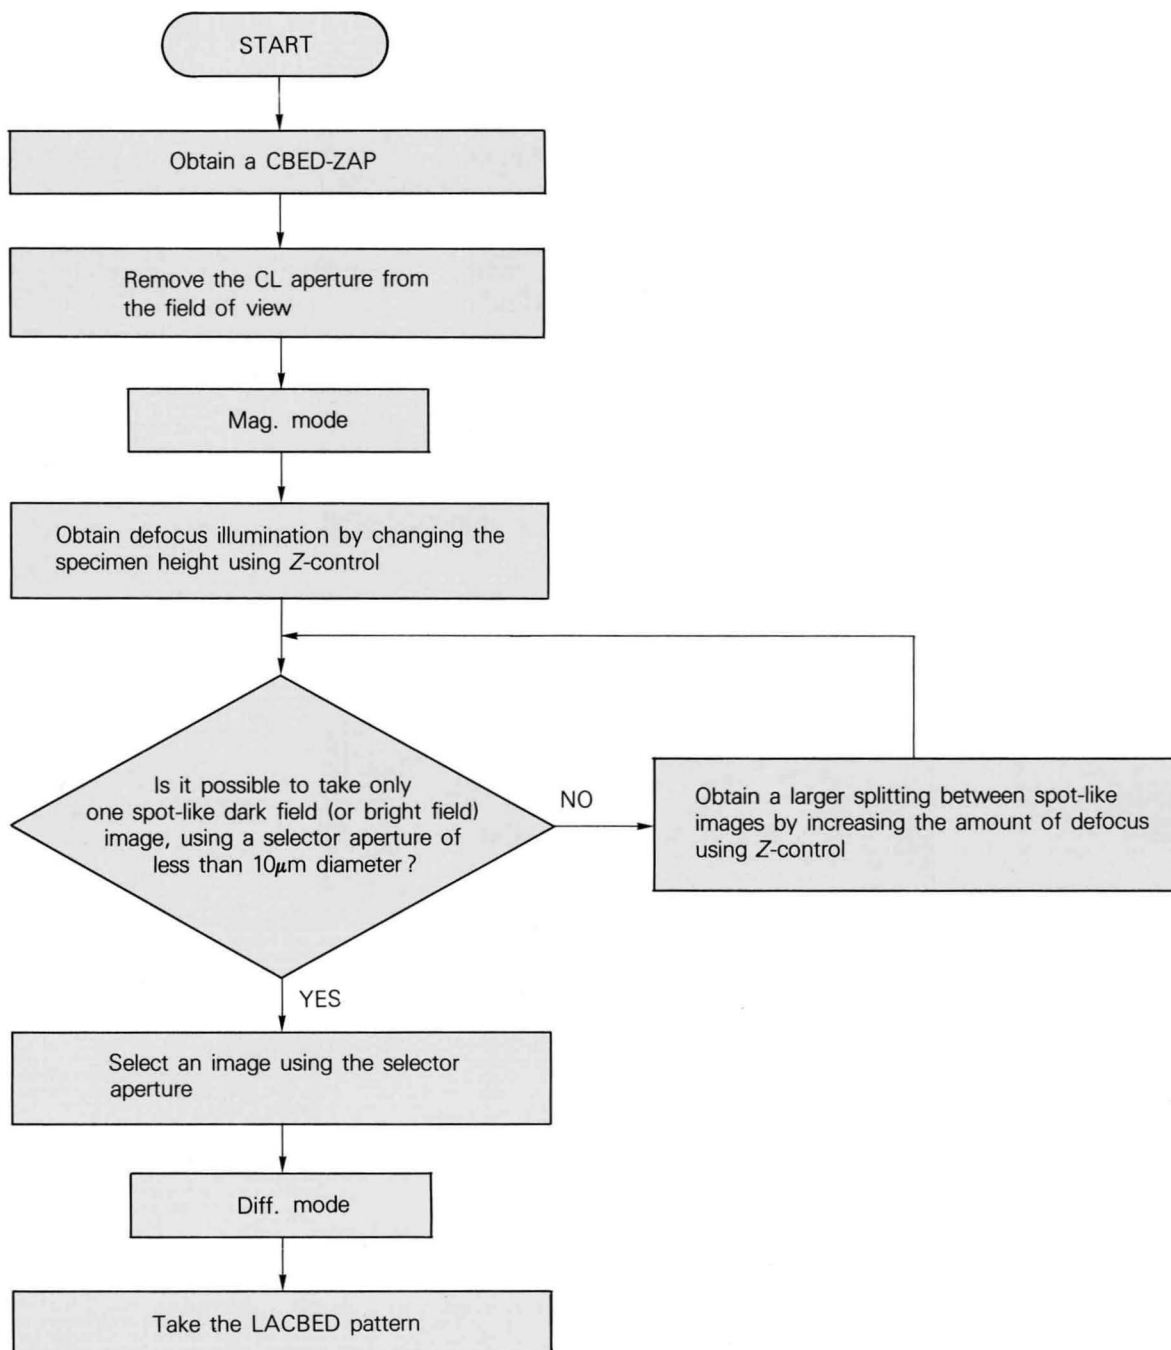 START
Obtain a CBED-ZAP
Remove the CL aperture from
the field of view
Mag. mode
Obtain defocus illumination by changing the
specimen height using Z-control
Is it possible to take only
one spot-like dark field (or bright field)
image, using a selector aperture of
less than 10μm diameter?
NO
Obtain a larger splitting between spot-like
images by increasing the amount of defocus
using Z-control
YES
Select an image using the selector
aperture
Diff. mode
Take the LACBED pattern